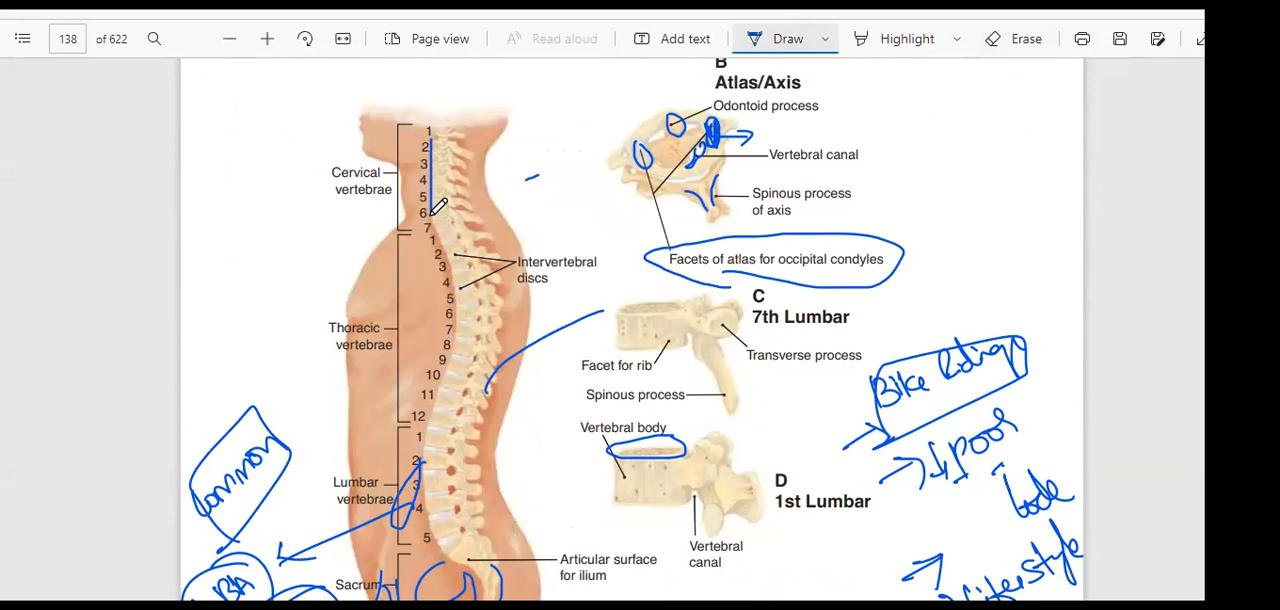 138 of 622 Page view Read aloud Add text Draw Highlight Erase
B
Atlas/Axis
Odontoid process
Vertebral canal
Spinous process
of axis
Facets of atlas for occipital condyles
Cervical
vertebrae
1
2
3
4
5
6
7
Thoracic
vertebrae
1
2
3
4
5
6
7
8
9
10
11
12
Intervertebral
discs
C
7th Lumbar
Transverse process
Facet for rib
Spinous process
Vertebral body
D
1st Lumbar
Vertebral
canal
Lumbar
vertebrae
1
2
3
4
5
Articular surface
for ilium
Sacrum
Bike Riding
poor
Common